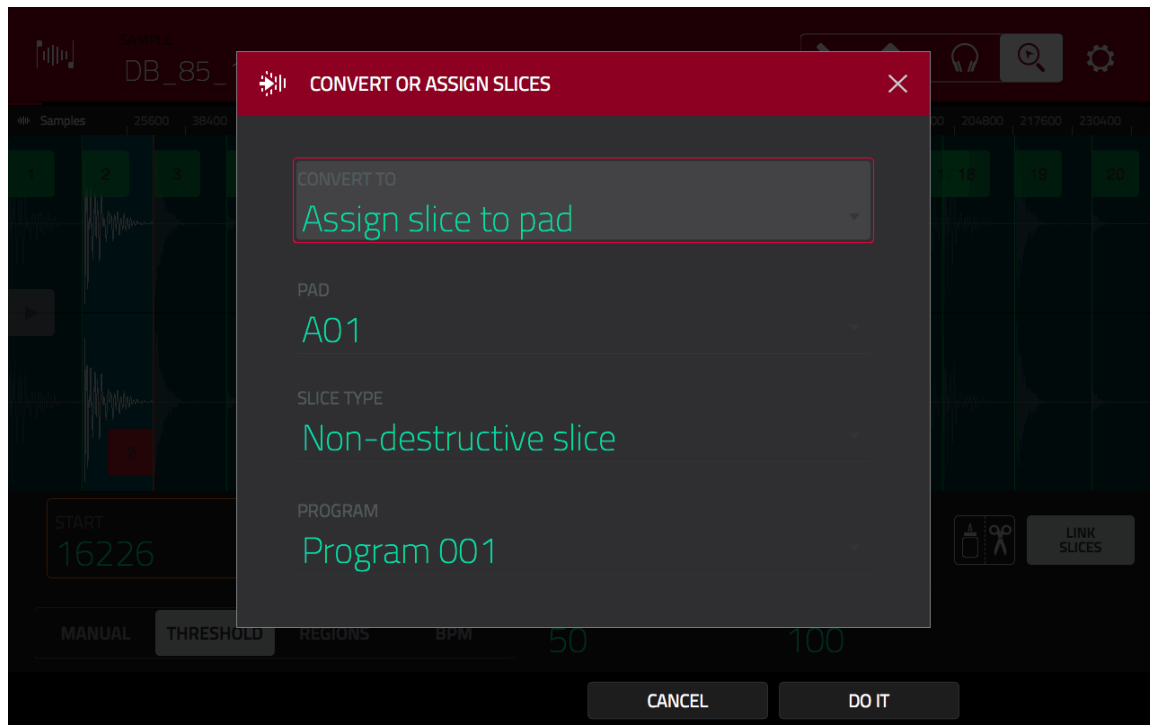 SAMPLE
DB_85_1
CONVERT OR ASSIGN SLICES
Samples 25600 38400 204800 217600 230400
1 2 3 18 19 20
CONVERT TO
Assign slice to pad
PAD
A01
SLICE TYPE
Non-destructive slice
START
16226
LINK
SLICES
PROGRAM
Program 001
MANUAL THRESHOLD REGIONS BPM 50 100
CANCEL DO IT